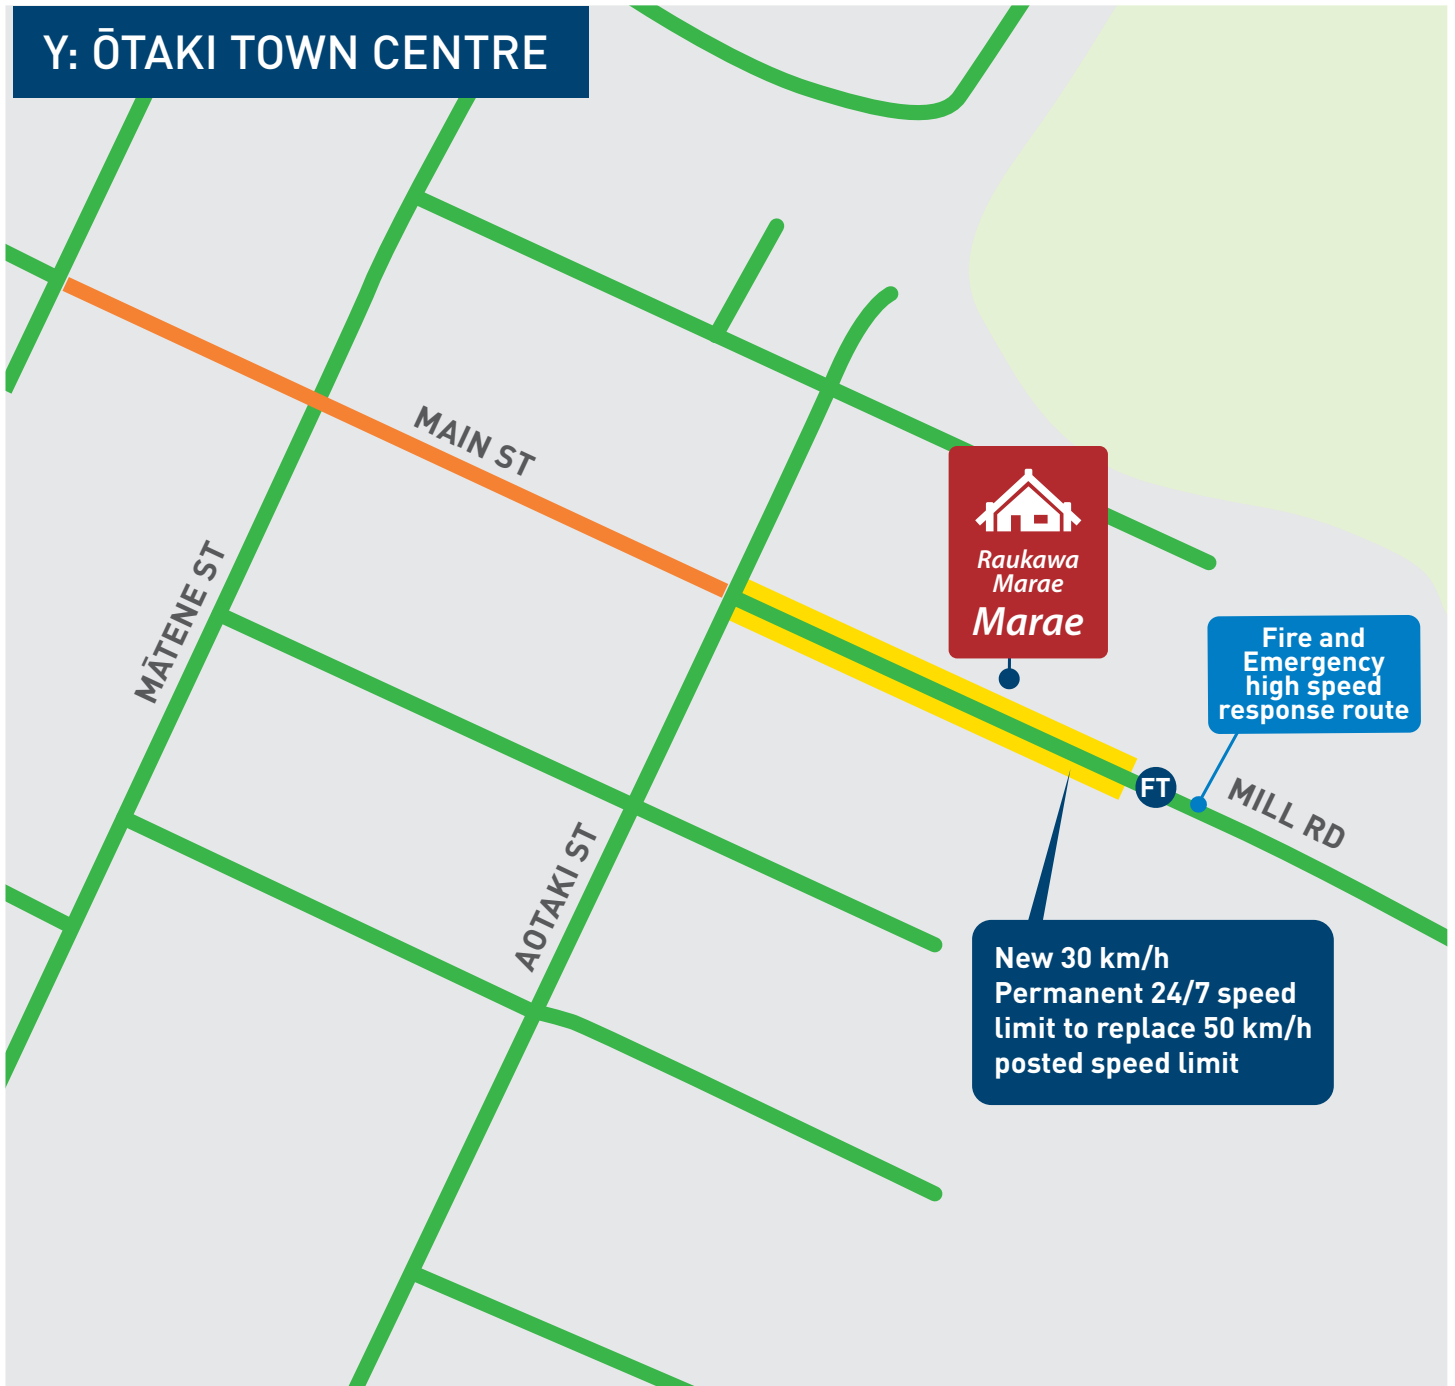 Y: ŌTAKI TOWN CENTRE
MAIN ST
MĀTENE ST
Raukawa
Marae
Marae
Fire and
Emergency
high speed
response route
FT
MILL RD
AOTAKI ST
New 30 km/h
Permanent 24/7 speed
limit to replace 50 km/h
posted speed limit